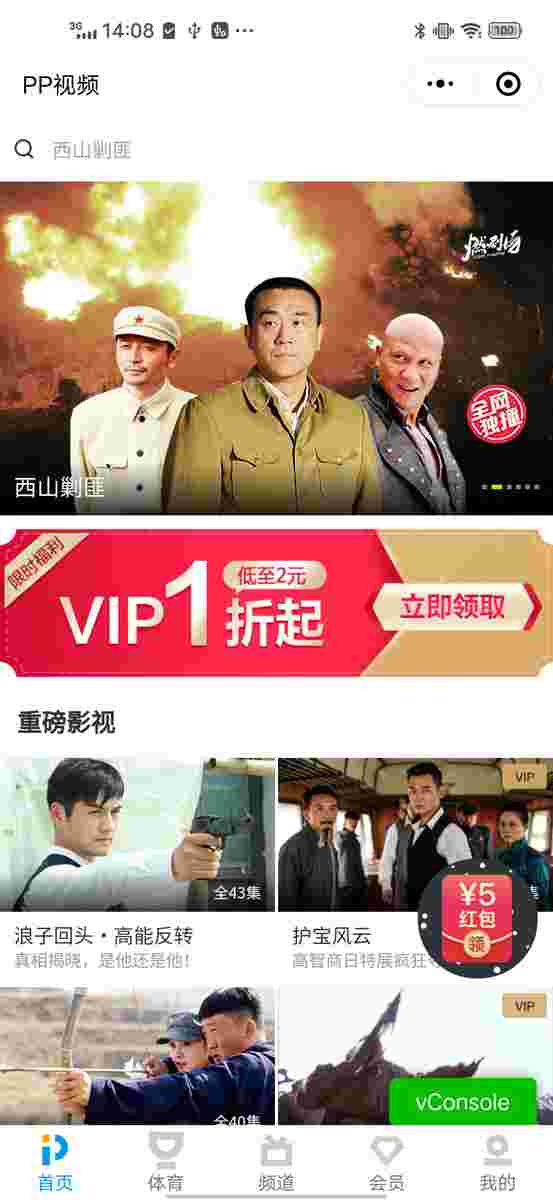 3G 14:08 100
PP视频
西山剿匪
燃剧场
全网
独播
西山剿匪
限时福利
VIP1折起
低至2元
立即领取
重磅影视
全43集
VIP
集
¥5
红包
领
浪子回头·高能反转
护宝风云
真相揭晓，是他还是他！
高智商日特展疯狂
全40集
VIP
vConsole
首页 体育 频道 会员 我的